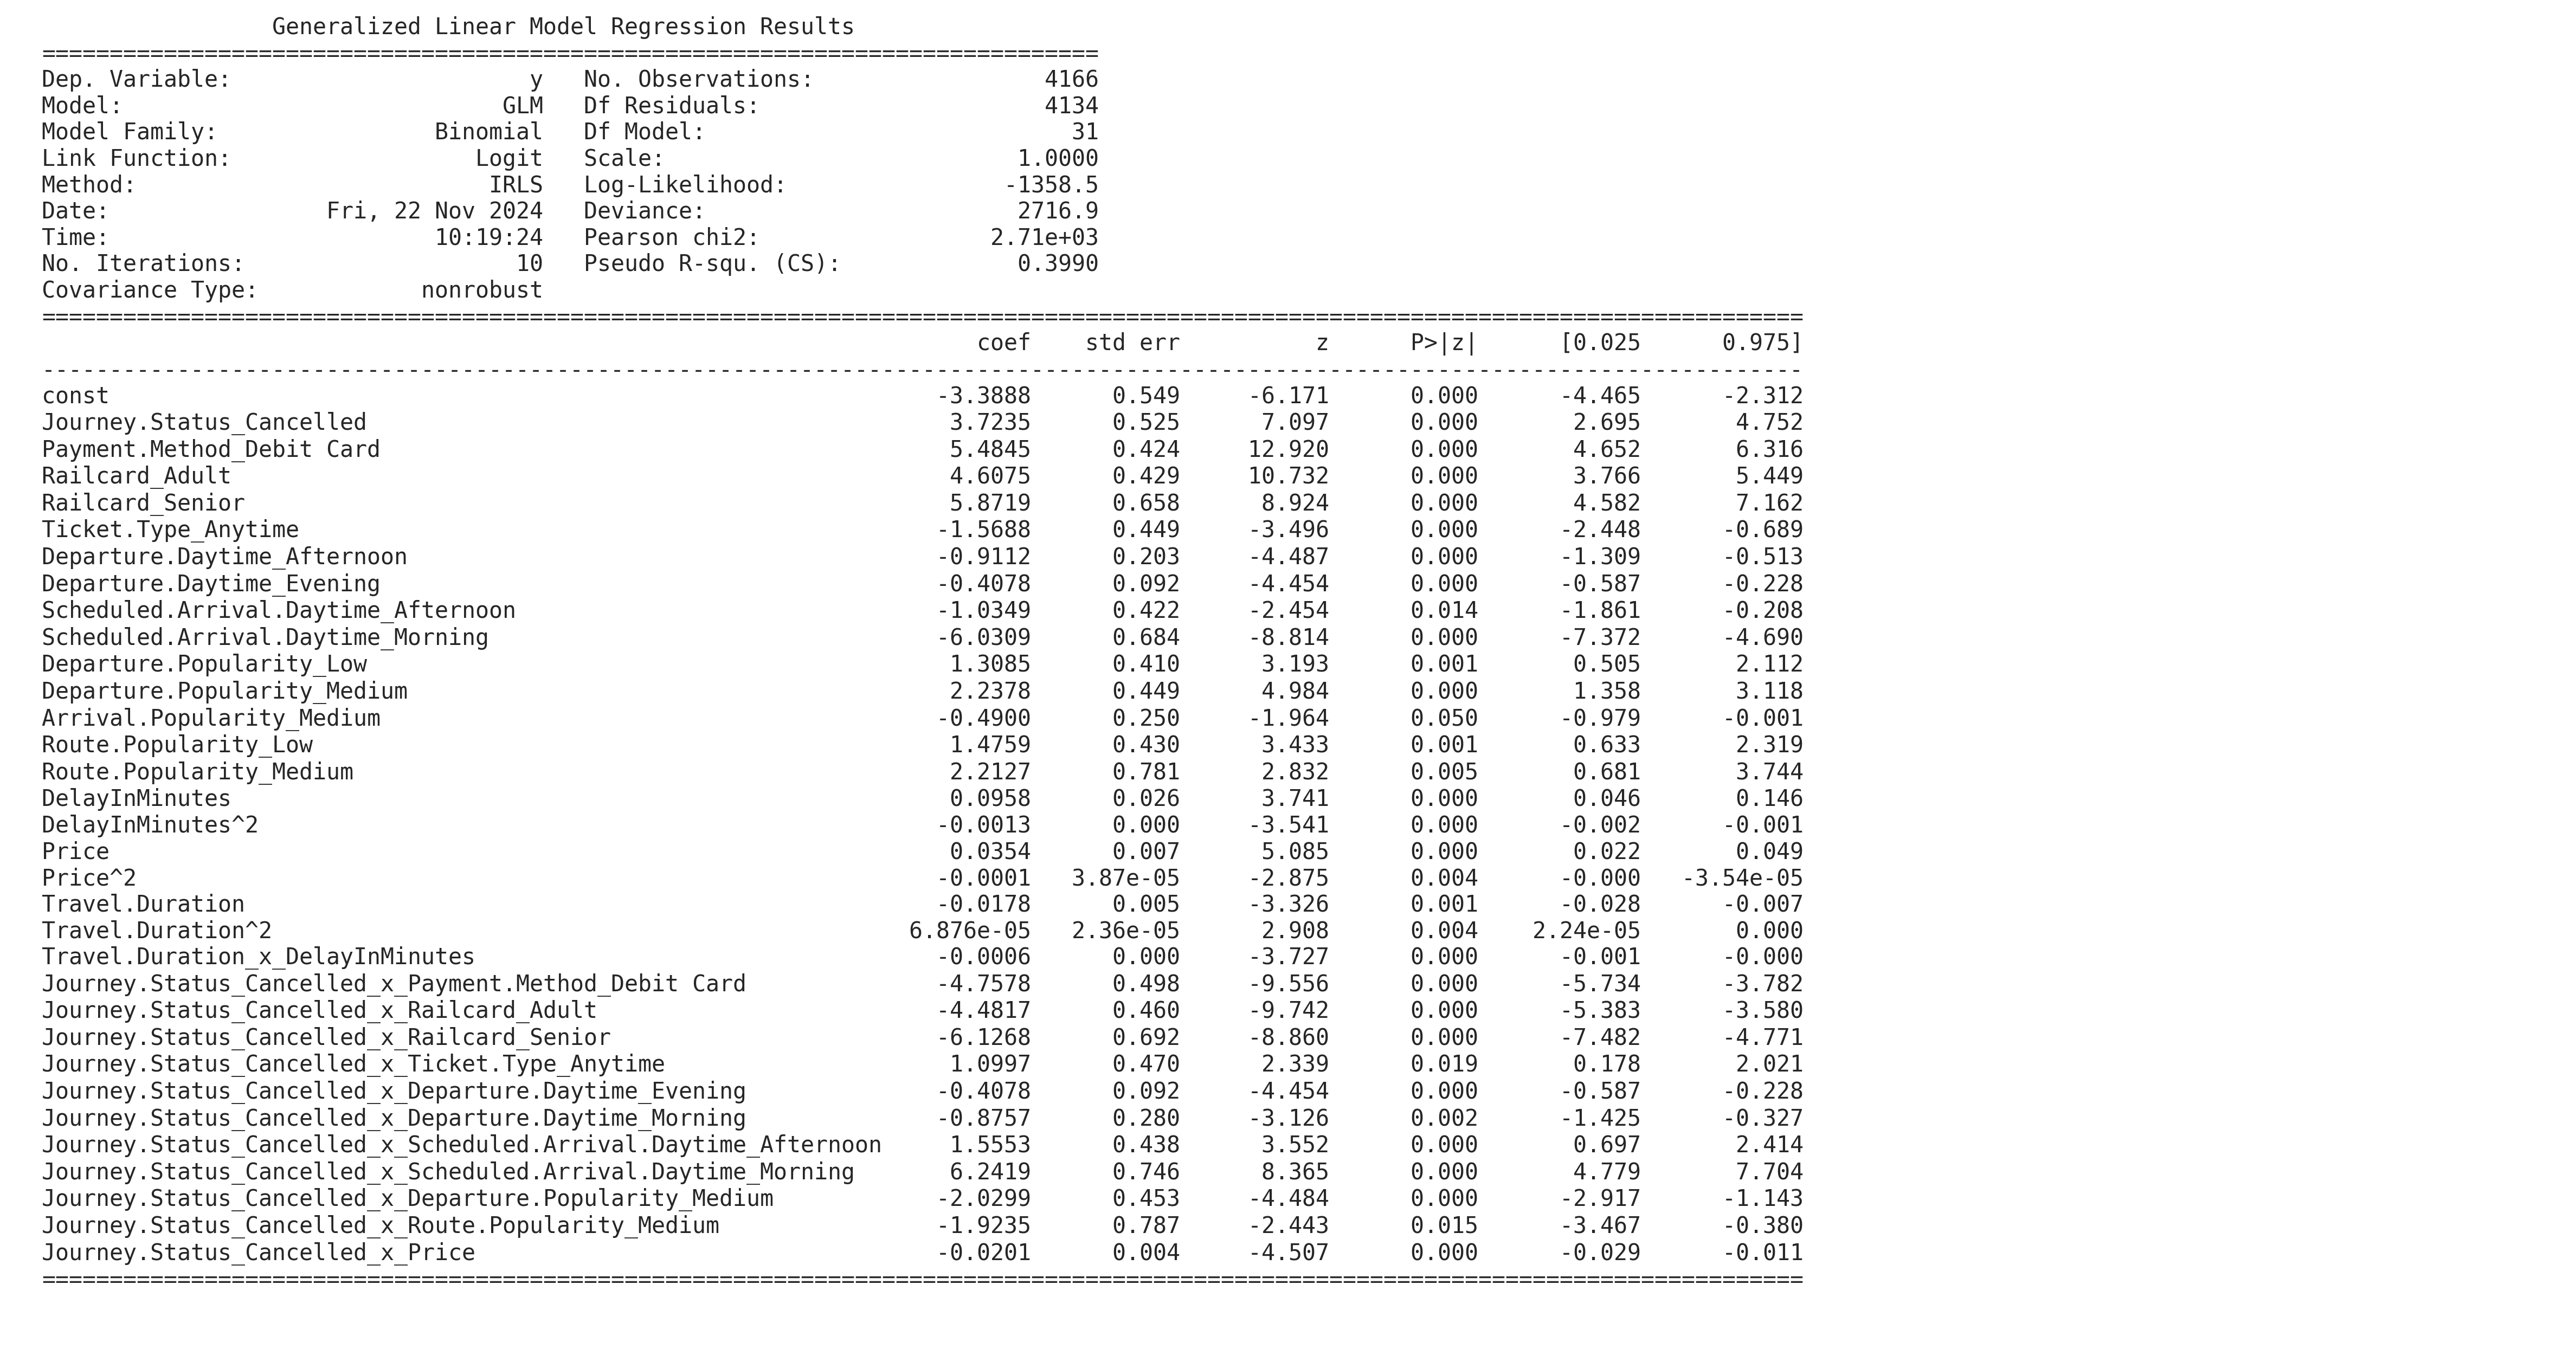 Generalized Linear Model Regression Results
==============================================================================
Dep. Variable: y No. Observations: 4166
Model: GLM Df Residuals: 4134
Model Family: Binomial Df Model: 31
Link Function: Logit Scale: 1.0000
Method: IRLS Log-Likelihood: -1358.5
Date: Fri, 22 Nov 2024 Deviance: 2716.9
Time: 10:19:24 Pearson chi2: 2.71e+03
No. Iterations: 10 Pseudo R-squ. (CS): 0.3990
Covariance Type: nonrobust
==================================================================================================================================
coef std err z P>|z| [0.025 0.975]
----------------------------------------------------------------------------------------------------------------------------------
const -3.3888 0.549 -6.171 0.000 -4.465 -2.312
Journey.Status_Cancelled 3.7235 0.525 7.097 0.000 2.695 4.752
Payment.Method_Debit Card 5.4845 0.424 12.920 0.000 4.652 6.316
Railcard_Adult 4.6075 0.429 10.732 0.000 3.766 5.449
Railcard_Senior 5.8719 0.658 8.924 0.000 4.582 7.162
Ticket.Type_Anytime -1.5688 0.449 -3.496 0.000 -2.448 -0.689
Departure.Daytime_Afternoon -0.9112 0.203 -4.487 0.000 -1.309 -0.513
Departure.Daytime_Evening -0.4078 0.092 -4.454 0.000 -0.587 -0.228
Scheduled.Arrival.Daytime_Afternoon -1.0349 0.422 -2.454 0.014 -1.861 -0.208
Scheduled.Arrival.Daytime_Morning -6.0309 0.684 -8.814 0.000 -7.372 -4.690
Departure.Popularity_Low 1.3085 0.410 3.193 0.001 0.505 2.112
Departure.Popularity_Medium 2.2378 0.449 4.984 0.000 1.358 3.118
Arrival.Popularity_Medium -0.4900 0.250 -1.964 0.050 -0.979 -0.001
Route.Popularity_Low 1.4759 0.430 3.433 0.001 0.633 2.319
Route.Popularity_Medium 2.2127 0.781 2.832 0.005 0.681 3.744
DelayInMinutes 0.0958 0.026 3.741 0.000 0.046 0.146
DelayInMinutes^2 -0.0013 0.000 -3.541 0.000 -0.002 -0.001
Price 0.0354 0.007 5.085 0.000 0.022 0.049
Price^2 -0.0001 3.87e-05 -2.875 0.004 -0.000 -3.54e-05
Travel.Duration -0.0178 0.005 -3.326 0.001 -0.028 -0.007
Travel.Duration^2 6.876e-05 2.36e-05 2.908 0.004 2.24e-05 0.000
Travel.Duration_x_DelayInMinutes -0.0006 0.000 -3.727 0.000 -0.001 -0.000
Journey.Status_Cancelled_x_Payment.Method_Debit Card -4.7578 0.498 -9.556 0.000 -5.734 -3.782
Journey.Status_Cancelled_x_Railcard_Adult -4.4817 0.460 -9.742 0.000 -5.383 -3.580
Journey.Status_Cancelled_x_Railcard_Senior -6.1268 0.692 -8.860 0.000 -7.482 -4.771
Journey.Status_Cancelled_x_Ticket.Type_Anytime 1.0997 0.470 2.339 0.019 0.178 2.021
Journey.Status_Cancelled_x_Departure.Daytime_Evening -0.4078 0.092 -4.454 0.000 -0.587 -0.228
Journey.Status_Cancelled_x_Departure.Daytime_Morning -0.8757 0.280 -3.126 0.002 -1.425 -0.327
Journey.Status_Cancelled_x_Scheduled.Arrival.Daytime_Afternoon 1.5553 0.438 3.552 0.000 0.697 2.414
Journey.Status_Cancelled_x_Scheduled.Arrival.Daytime_Morning 6.2419 0.746 8.365 0.000 4.779 7.704
Journey.Status_Cancelled_x_Departure.Popularity_Medium -2.0299 0.453 -4.484 0.000 -2.917 -1.143
Journey.Status_Cancelled_x_Route.Popularity_Medium -1.9235 0.787 -2.443 0.015 -3.467 -0.380
Journey.Status_Cancelled_x_Price -0.0201 0.004 -4.507 0.000 -0.029 -0.011
==================================================================================================================================